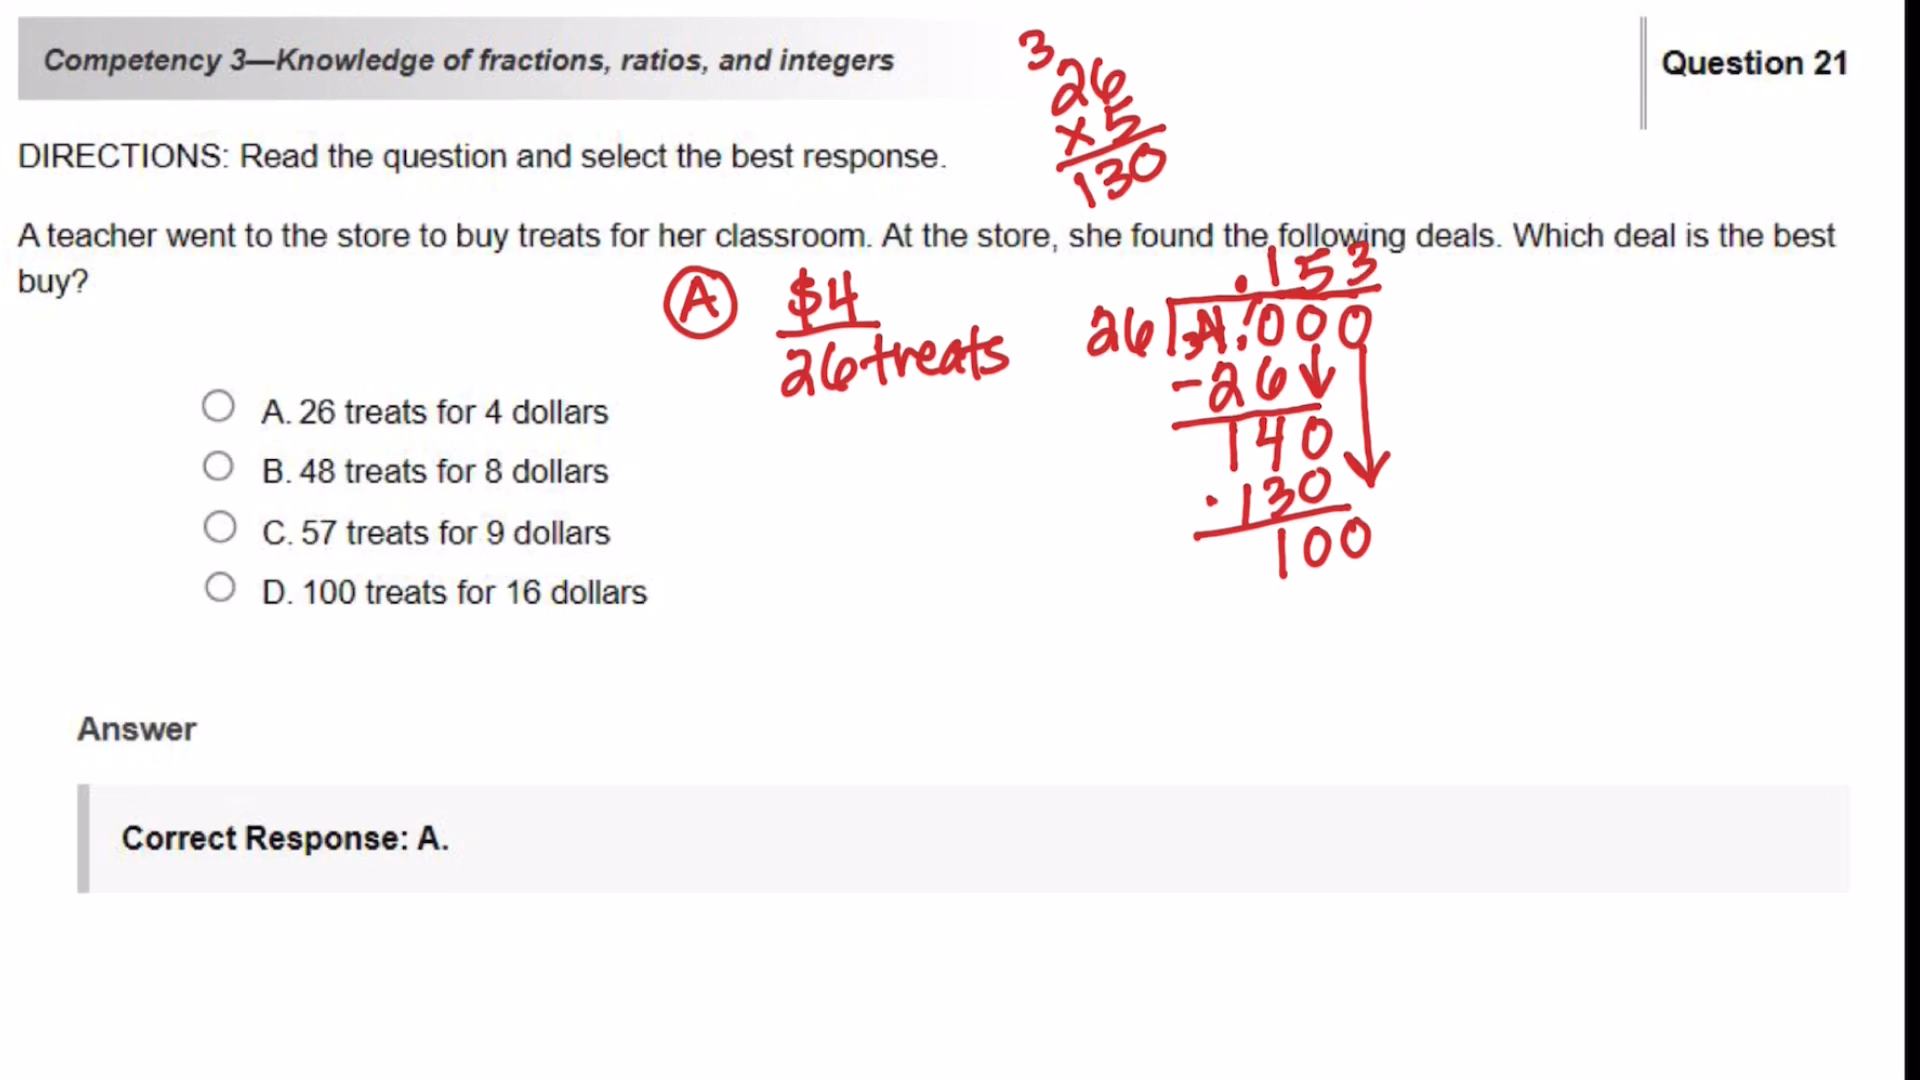 Competency 3—Knowledge of fractions, ratios, and integers
Question 21
3
26
x 5
130
DIRECTIONS: Read the question and select the best response.
A teacher went to the store to buy treats for her classroom. At the store, she found the following deals. Which deal is the best
buy?
A $4
26 treats
.153
26 4.000
-26
140
130
100
A. 26 treats for 4 dollars
B. 48 treats for 8 dollars
C. 57 treats for 9 dollars
D. 100 treats for 16 dollars
Answer
Correct Response: A.